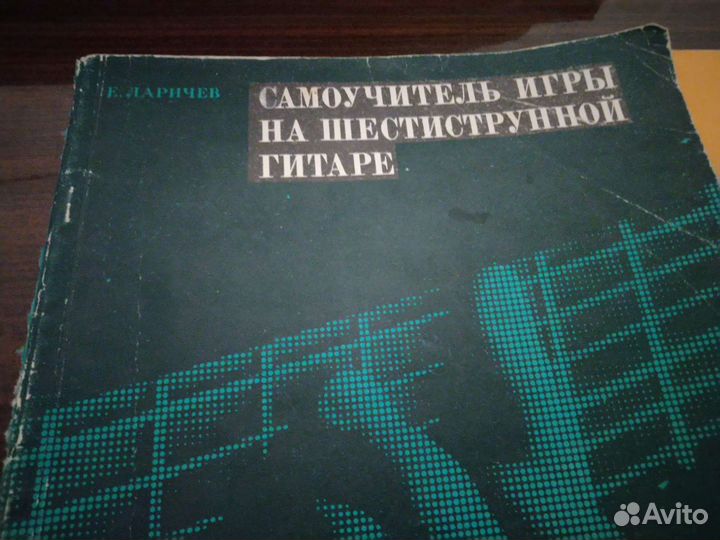 Е. ЛАРИЧЕВ
САМОУЧИТЕЛЬ ИГРЫ
НА ШЕСТИСТРУННОЙ
ГИТАРЕ
Avito